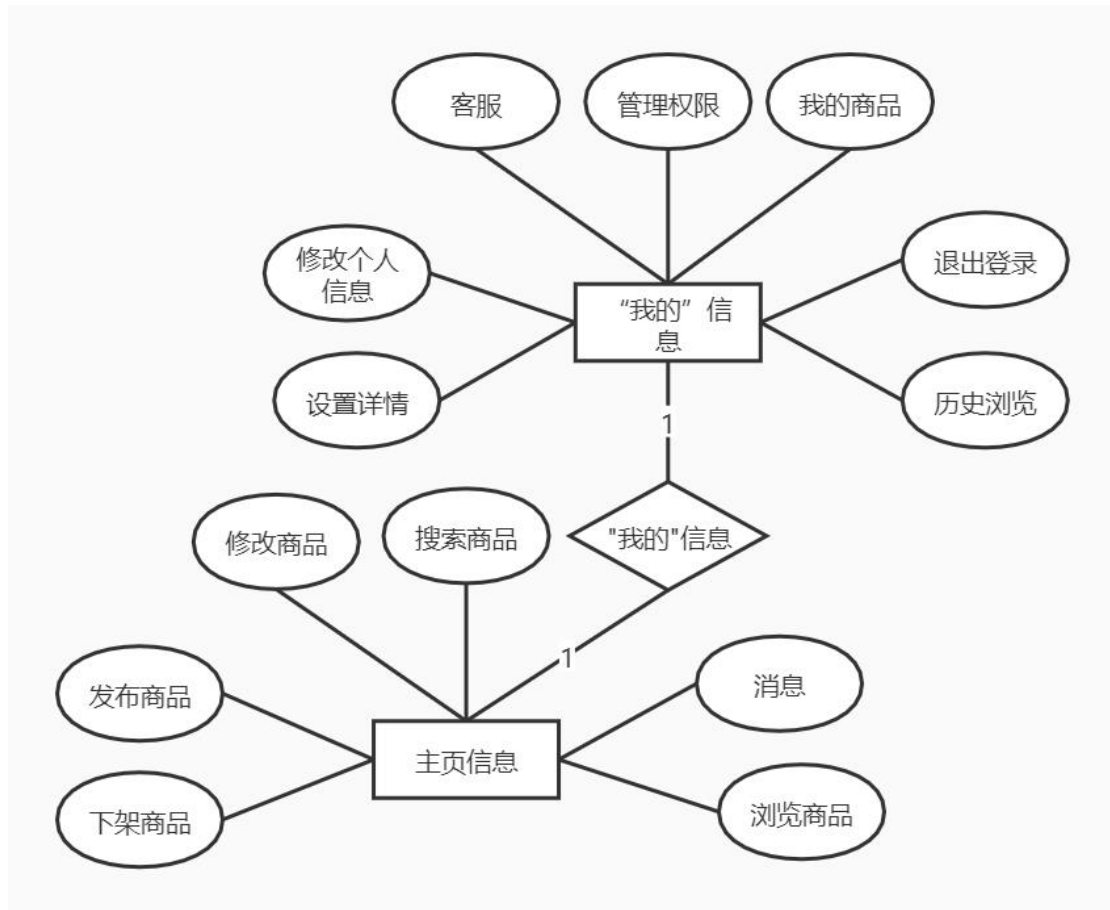 客服
管理权限
我的商品
修改个人
信息
退出登录
“我的”信
息
设置详情
历史浏览
1
修改商品
搜索商品
"我的"信息
1
发布商品
消息
主页信息
下架商品
浏览商品